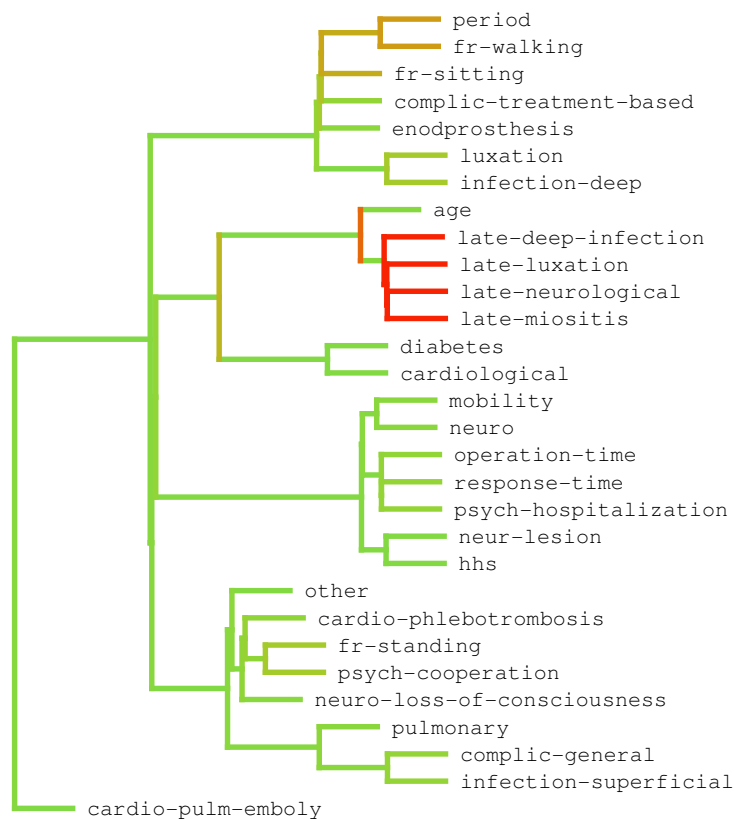 period
fr-walking
fr-sitting
complic-treatment-based
enodprosthesis
luxation
infection-deep
age
late-deep-infection
late-luxation
late-neurological
late-miositis
diabetes
cardiological
mobility
neuro
operation-time
response-time
psych-hospitalization
neur-lesion
hhs
other
cardio-phlebotrombosis
fr-standing
psych-cooperation
neuro-loss-of-consciousness
pulmonary
complic-general
infection-superficial
cardio-pulm-emboly